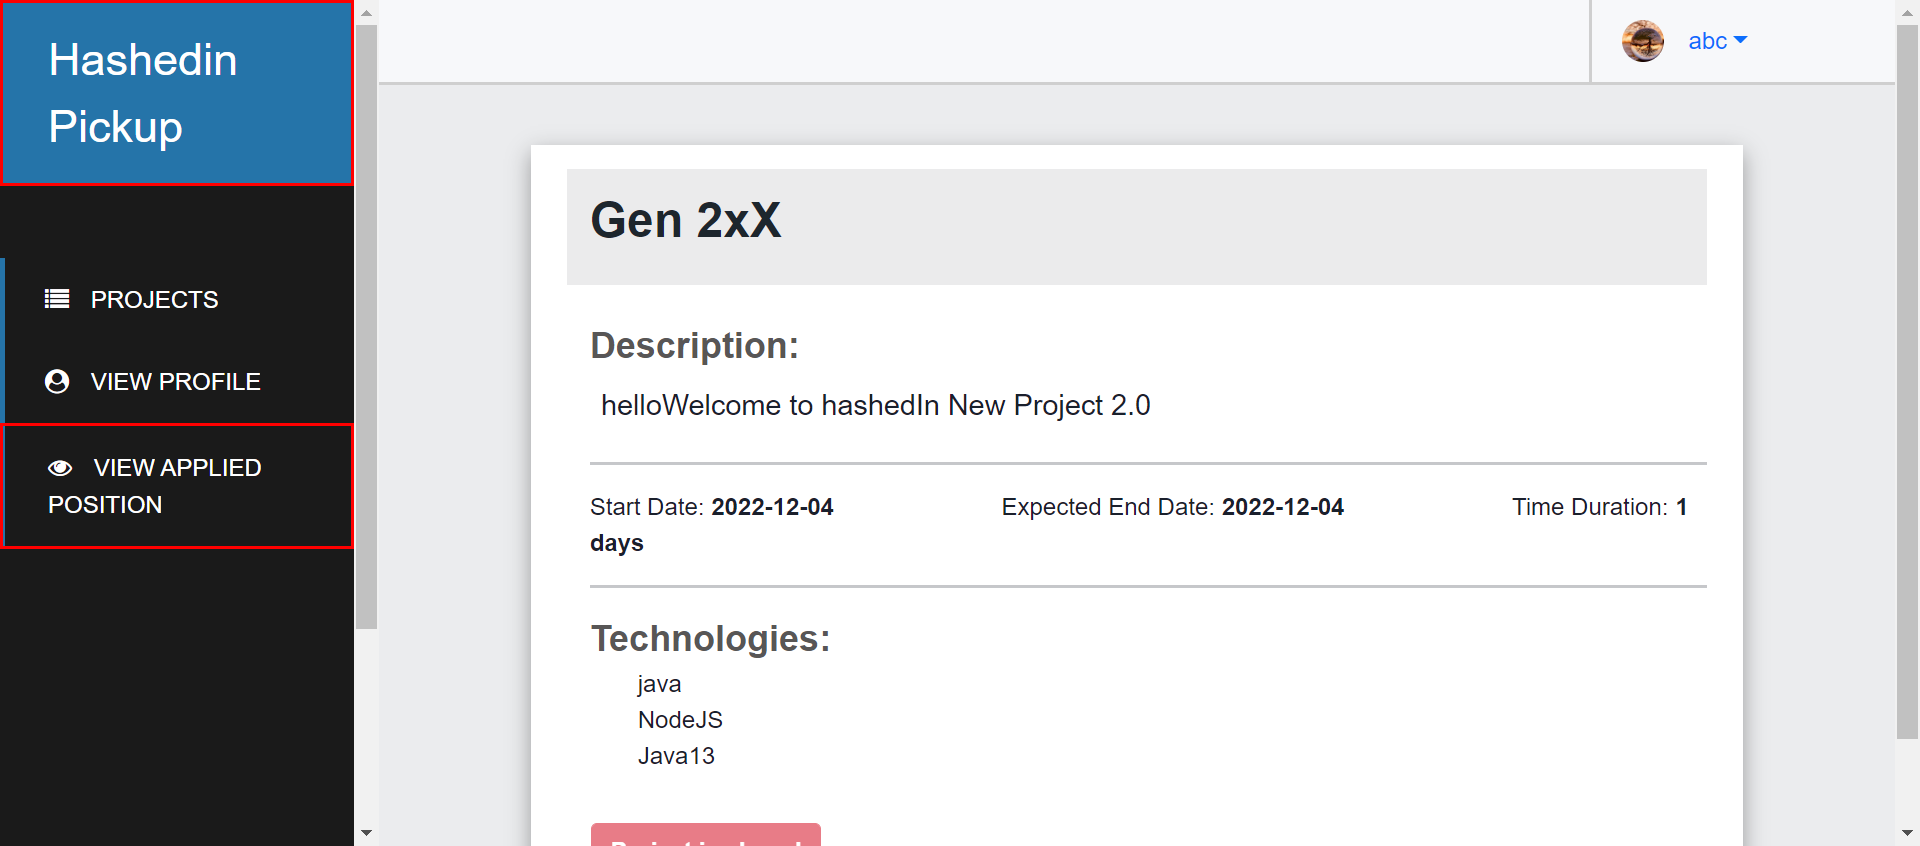 Hashedin
Pickup
abc
PROJECTS
VIEW PROFILE
VIEW APPLIED
POSITION
Gen 2xX
Description:
helloWelcome to hashedIn New Project 2.0
Start Date: 2022-12-04 Expected End Date: 2022-12-04 Time Duration: 1
days
Technologies:
java
NodeJS
Java13